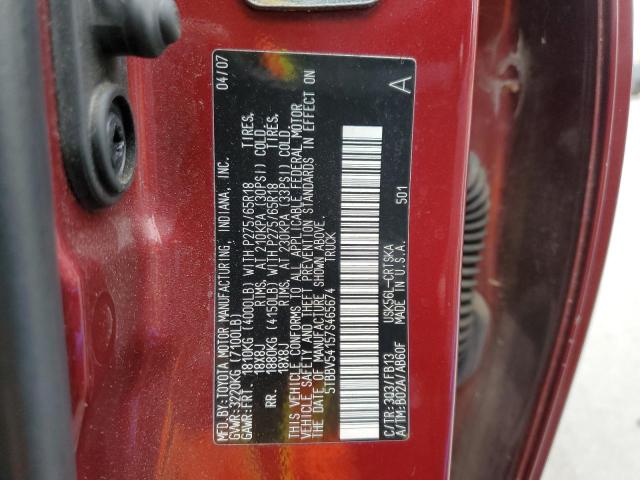 MFD.BY:TOYOTA MOTOR MANUFACTURING, INDIANA, INC. 04/07
GVWR:3220KG (7100LB)
GAWR:FRT. 1810KG (4000LB) WITH P275/65R18 TIRES,
18X8J RIMS, AT 210KPA (30PSI) COLD.
RR. 1880KG (4150LB) WITH P275/65R18 TIRES,
18X8J RIMS, AT 230KPA (33PSI) COLD.
THIS VEHICLE CONFORMS TO ALL APPLICABLE FEDERAL MOTOR
VEHICLE SAFETY AND THEFT PREVENTION STANDARDS IN EFFECT ON
THE DATE OF MANUFACTURE SHOWN ABOVE.
5TBBV54157S465674 TRUCK
USK56L-CRTSKA A
C/TR:3Q3/FB13 501
A/TM:B02A/AB60F MADE IN U.S.A.